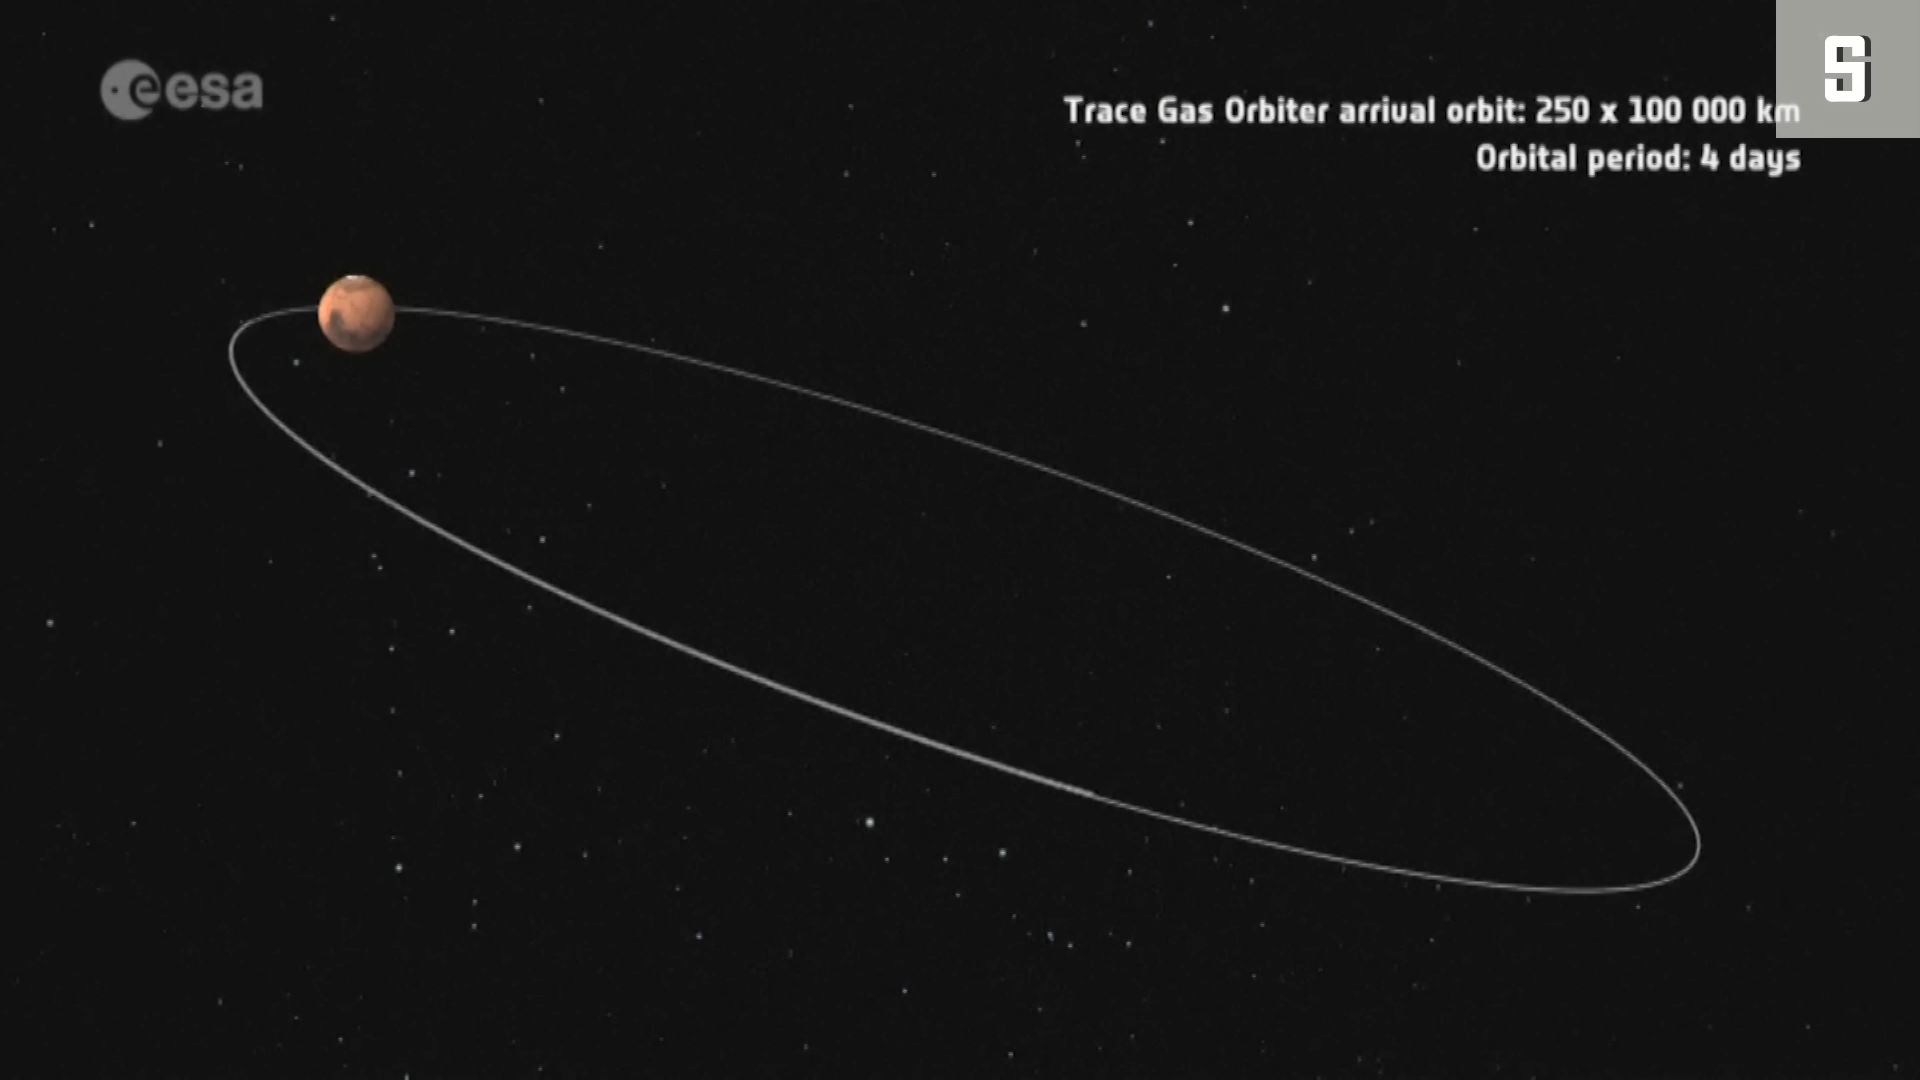 esa
S
Trace Gas Orbiter arrival orbit: 250 x 100 000 km
Orbital period: 4 days